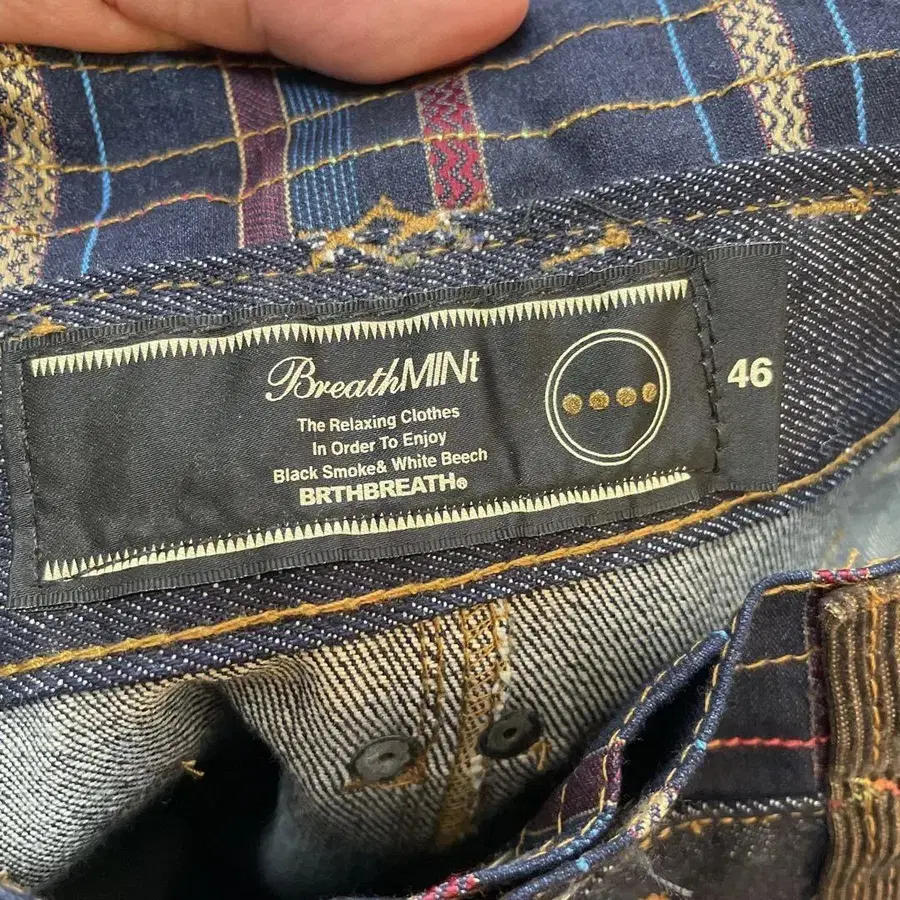 BreathMINt
The Relaxing Clothes
In Order To Enjoy
Black Smoke& White Beech
BRTHBREATH®
46